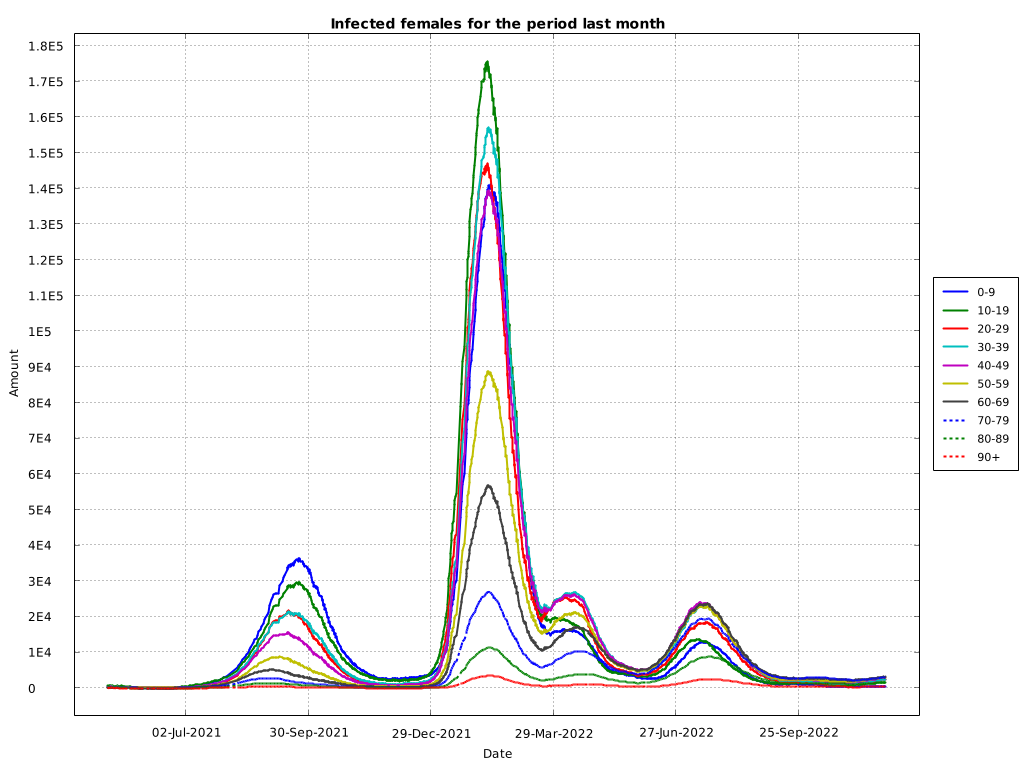 Infected females for the period last month
1.8E5
1.7E5
1.6E5
1.5E5
1.4E5
1.3E5
1.2E5
1.1E5
1E5
9E4
8E4
7E4
6E4
5E4
4E4
3E4
2E4
1E4
0
Amount
02-Jul-2021 30-Sep-2021 29-Dec-2021 29-Mar-2022 27-Jun-2022 25-Sep-2022
Date
0-9
10-19
20-29
30-39
40-49
50-59
60-69
70-79
80-89
90+